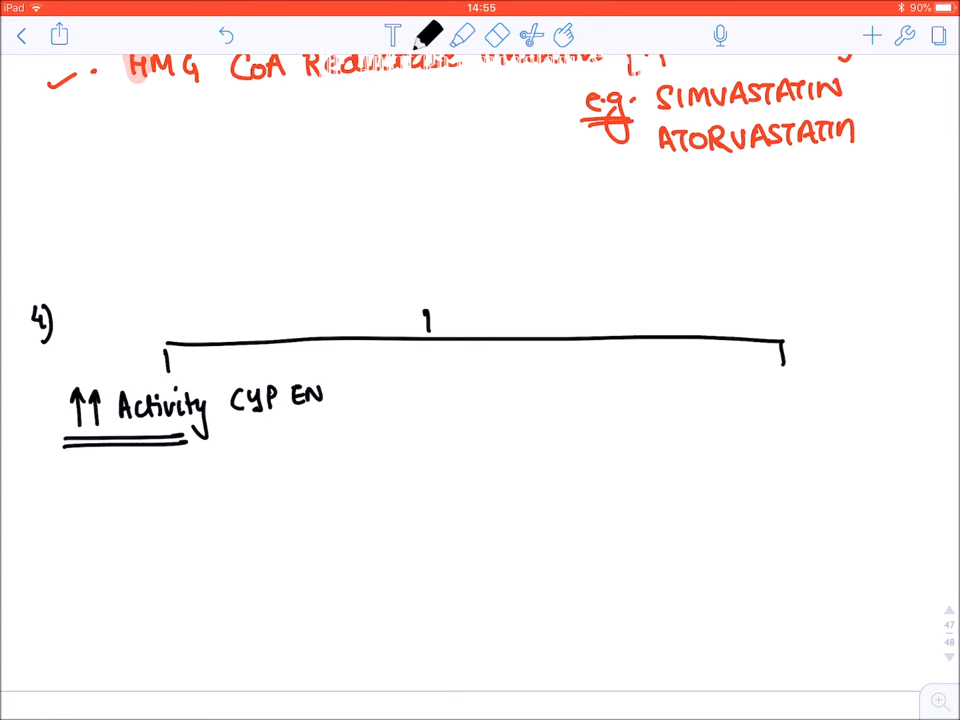 iPad 14:55 90%
T
HMG CoA
e.g. SIMVASTATIN
ATORVASTATIN
4)
↑↑ Activity CYP EN
47
48